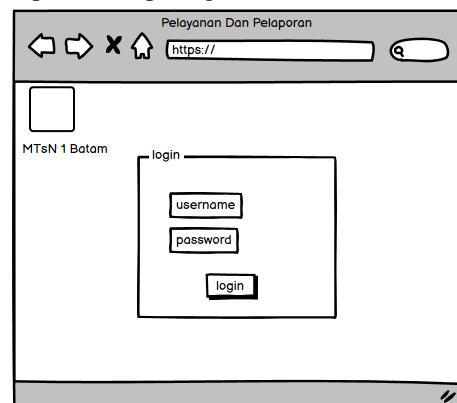 Pelayanan Dan Pelaporan
https://
MTsN 1 Batam
login
username
password
login